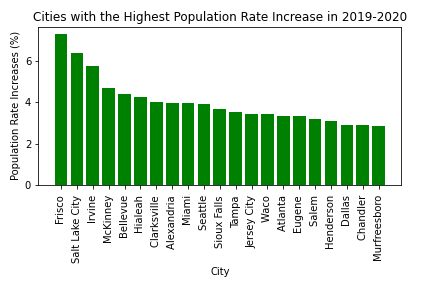 Cities with the Highest Population Rate Increase in 2019-2020
Population Rate Increases (%)
6
4
2
0
Frisco
Salt Lake City
Irvine
McKinney
Bellevue
Hialeah
Clarksville
Alexandria
Miami
Seattle
Sioux Falls
Tampa
Jersey City
Waco
Atlanta
Eugene
Salem
Henderson
Dallas
Chandler
Murfreesboro
City